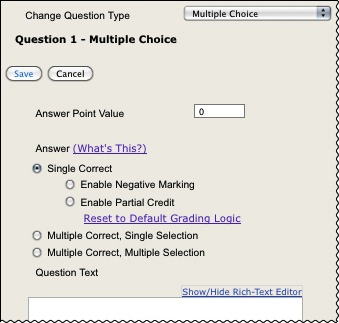 Change Question Type Multiple Choice
Question 1 - Multiple Choice
Save Cancel
Answer Point Value 0
Answer (What's This?)
Single Correct
Enable Negative Marking
Enable Partial Credit
Reset to Default Grading Logic
Multiple Correct, Single Selection
Multiple Correct, Multiple Selection
Question Text
Show/Hide Rich-Text Editor